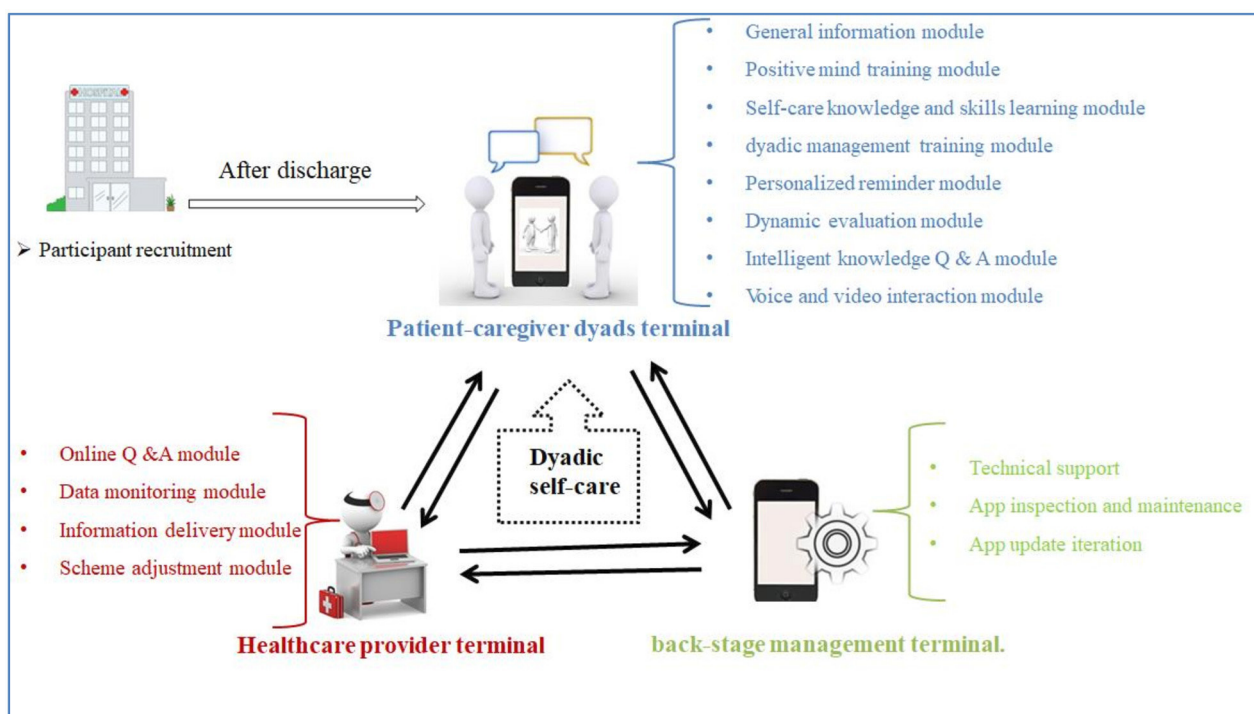 HOSPITAL
After discharge
➤ Participant recruitment
• General information module
• Positive mind training module
• Self-care knowledge and skills learning module
• dyadic management training module
• Personalized reminder module
• Dynamic evaluation module
• Intelligent knowledge Q & A module
• Voice and video interaction module
Patient-caregiver dyads terminal
Dyadic
self-care
• Online Q &A module
• Data monitoring module
• Information delivery module
• Scheme adjustment module
Healthcare provider terminal
• Technical support
• App inspection and maintenance
• App update iteration
back-stage management terminal.